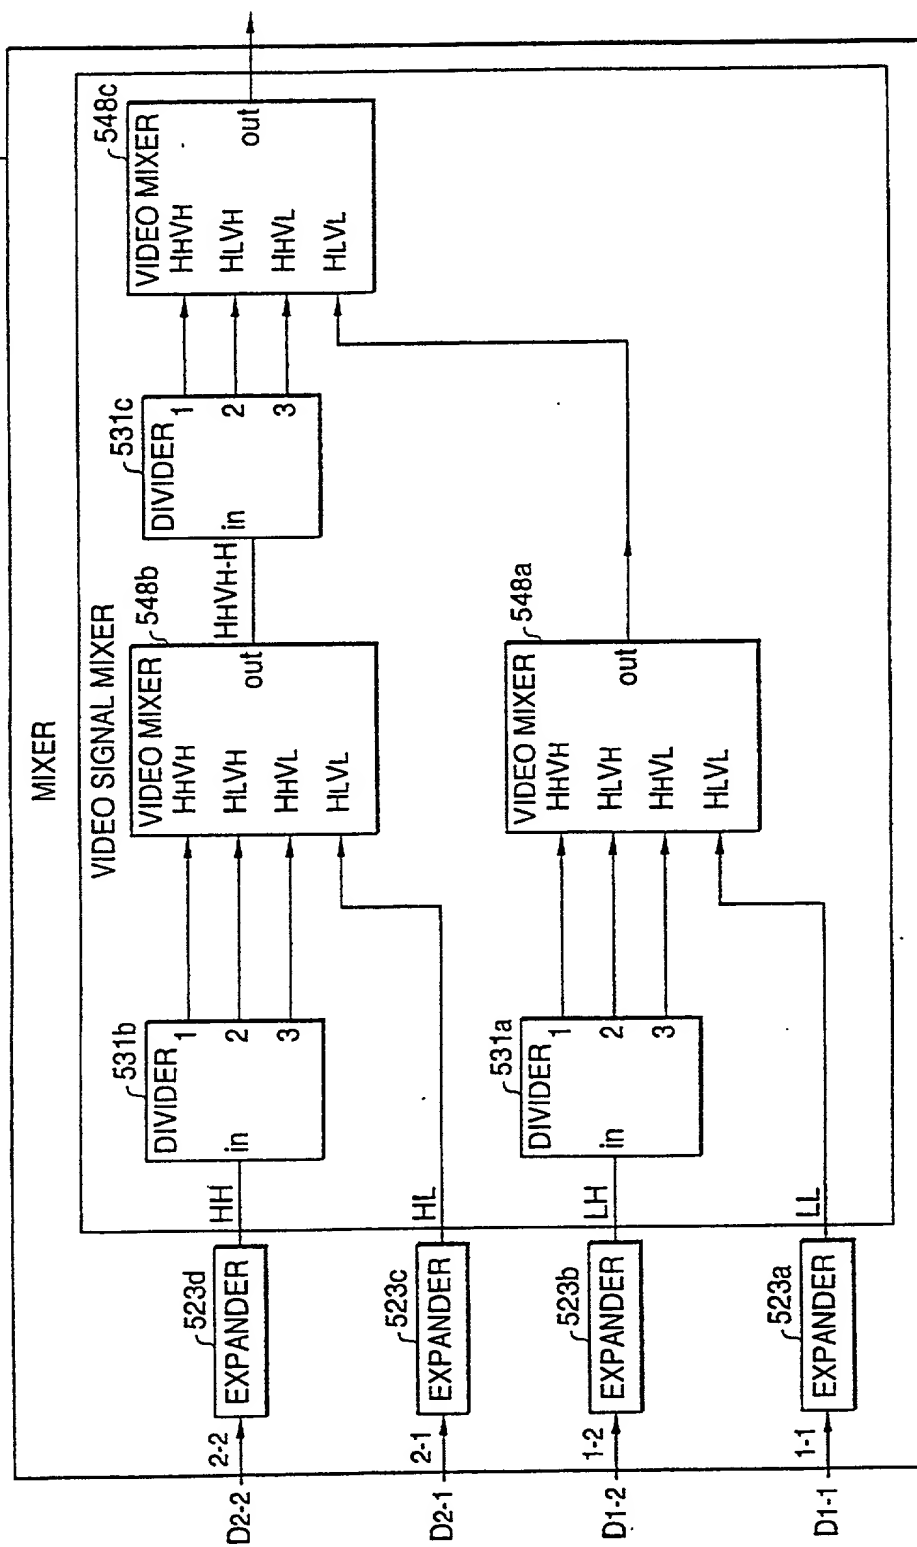 MIXER
VIDEO SIGNAL MIXER
D2-2
2-2
523d
EXPANDER
HH
531b
DIVIDER
in
1
2
3
548b
VIDEO MIXER
HHVH
HLVH
HHVL
HLVL
out
HHVH-H
531c
DIVIDER
in
1
2
3
548c
VIDEO MIXER
HHVH
HLVH
HHVL
HLVL
out
D2-1
2-1
523c
EXPANDER
HL
D1-2
1-2
523b
EXPANDER
LH
531a
DIVIDER
in
1
2
3
548a
VIDEO MIXER
HHVH
HLVH
HHVL
HLVL
out
D1-1
1-1
523a
EXPANDER
LL